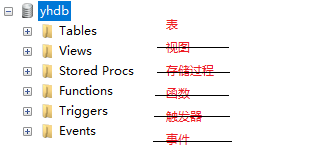 yhdb
Tables 表
Views 视图
Stored Procs 存储过程
Functions 函数
Triggers 触发器
Events 事件